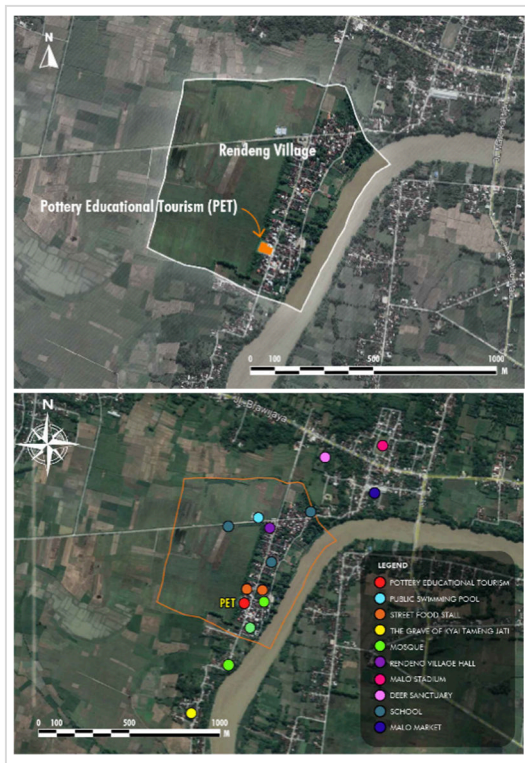 N
Rendeng Village
Pottery Educational Tourism (PET)
0 100 500 1000
M
N
PET
LEGEND
POTTERY EDUCATIONAL TOURISM
PUBLIC SWIMMING POOL
STREET FOOD STALL
THE GRAVE OF KYAI TAMENG JATI
MOSQUE
RENDENG VILLAGE HALL
MALO STADIUM
DEER SANCTUARY
SCHOOL
MALO MARKET
0 100 500 1000
M